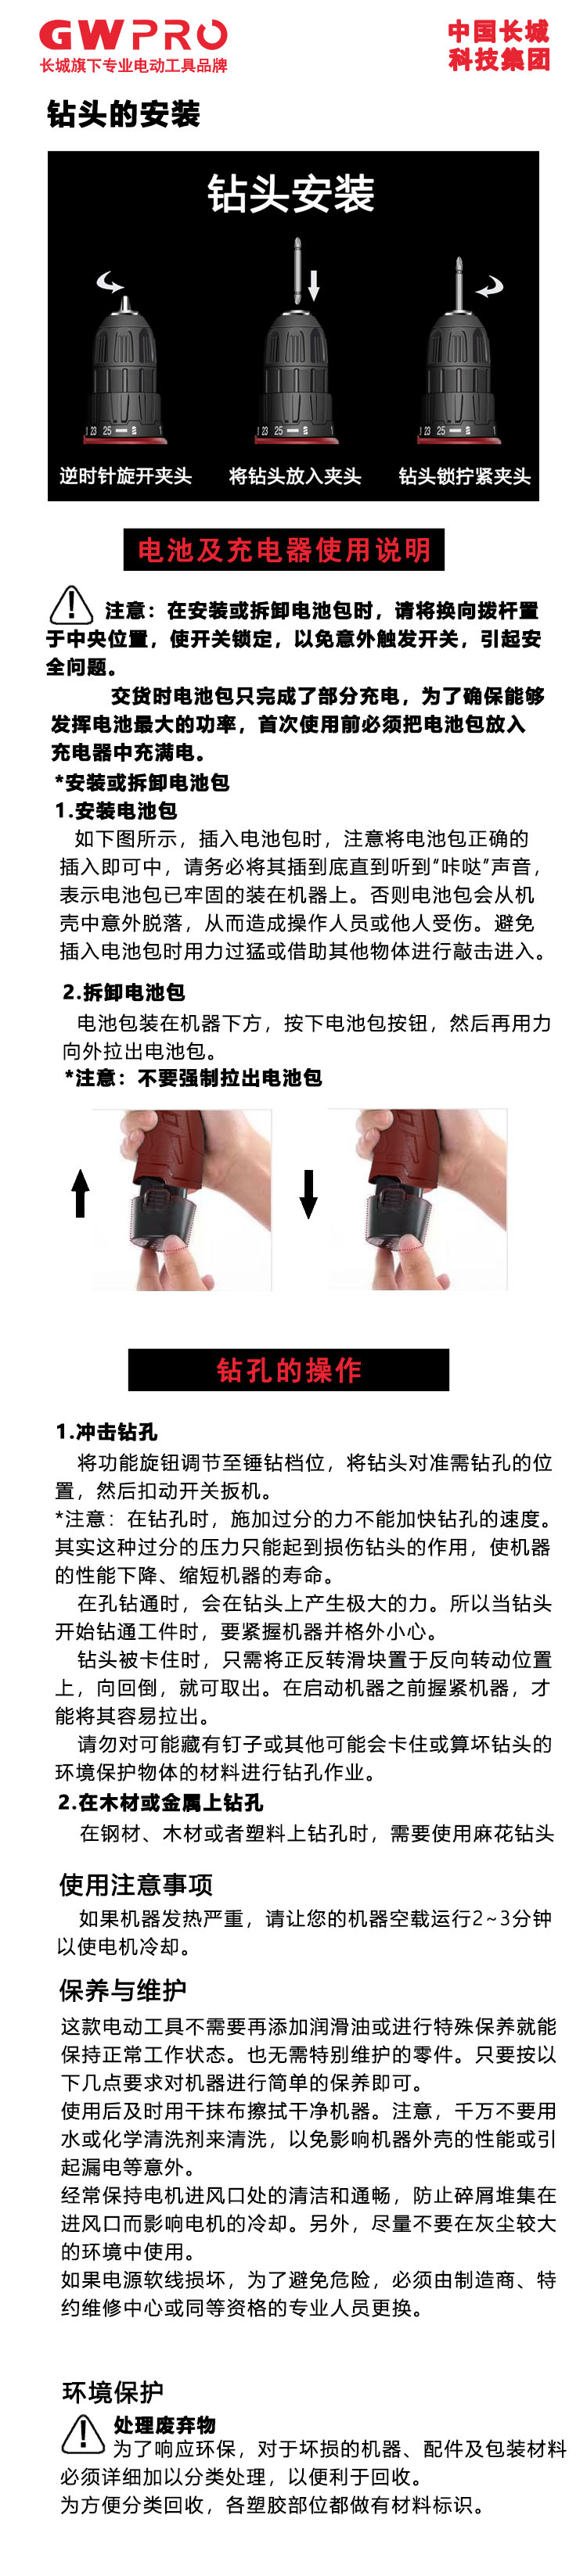 GWPRO
长城旗下专业电动工具品牌
中国长城
科技集团
钻头的安装
钻头安装
23 25
23 25
23 25
逆时针旋开夹头
将钻头放入夹头
钻头锁拧紧夹头
电池及充电器使用说明
注意：在安装或拆卸电池包时，请将换向拨杆置
于中央位置，使开关锁定，以免意外触发开关，引起安
全问题。
交货时电池包只完成了部分充电，为了确保能够
发挥电池最大的功率，首次使用前必须把电池包放入
充电器中充满电。
*安装或拆卸电池包
1.安装电池包
如下图所示，插入电池包时，注意将电池包正确的
插入即可中，请务必将其插到底直到听到"咔哒"声音，
表示电池包已牢固的装在机器上。否则电池包会从机
壳中意外脱落，从而造成操作人员或他人受伤。避免
插入电池包时用力过猛或借助其他物体进行敲击进入。
2.拆卸电池包
电池包装在机器下方，按下电池包按钮，然后再用力
向外拉出电池包。
*注意：不要强制拉出电池包
钻孔的操作
1.冲击钻孔
将功能旋钮调节至锤钻档位，将钻头对准需钻孔的位
置，然后扣动开关扳机。
*注意：在钻孔时，施加过分的力不能加快钻孔的速度。
其实这种过分的压力只能起到损伤钻头的作用，使机器
的性能下降、缩短机器的寿命。
在孔钻通时，会在钻头上产生极大的力。所以当钻头
开始钻通工件时，要紧握机器并格外小心。
钻头被卡住时，只需将正反转滑块置于反向转动位置
上，向回倒，就可取出。在启动机器之前握紧机器，才
能将其容易拉出。
请勿对可能藏有钉子或其他可能会卡住或算坏钻头的
环境保护物体的材料进行钻孔作业。
2.在木材或金属上钻孔
在钢材、木材或者塑料上钻孔时，需要使用麻花钻头
使用注意事项
如果机器发热严重，请让您的机器空载运行2~3分钟
以使电机冷却。
保养与维护
这款电动工具不需要再添加润滑油或进行特殊保养就能
保持正常工作状态。也无需特别维护的零件。只要按以
下几点要求对机器进行简单的保养即可。
使用后及时用干抹布擦拭干净机器。注意，千万不要用
水或化学清洗剂来清洗，以免影响机器外壳的性能或引
起漏电等意外。
经常保持电机进风口处的清洁和通畅，防止碎屑堆集在
进风口而影响电机的冷却。另外，尽量不要在灰尘较大
的环境中使用。
如果电源软线损坏，为了避免危险，必须由制造商、特
约维修中心或同等资格的专业人员更换。
环境保护
处理废弃物
为了响应环保，对于坏损的机器、配件及包装材料
必须详细加以分类处理，以便利于回收。
为方便分类回收，各塑胶部位都做有材料标识。